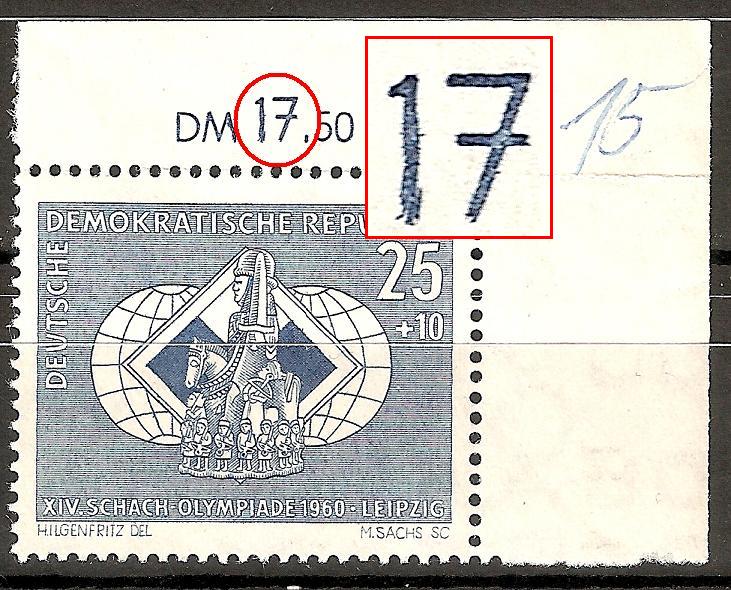 DM 17.50
17
15
DEUTSCHE
DEMOKRATISCHE REPU
25
+10
XIV. SCHACH-OLYMPIADE 1960 · LEIPZIG
H.ILGENFRITZ DEL
M.SACHS SC